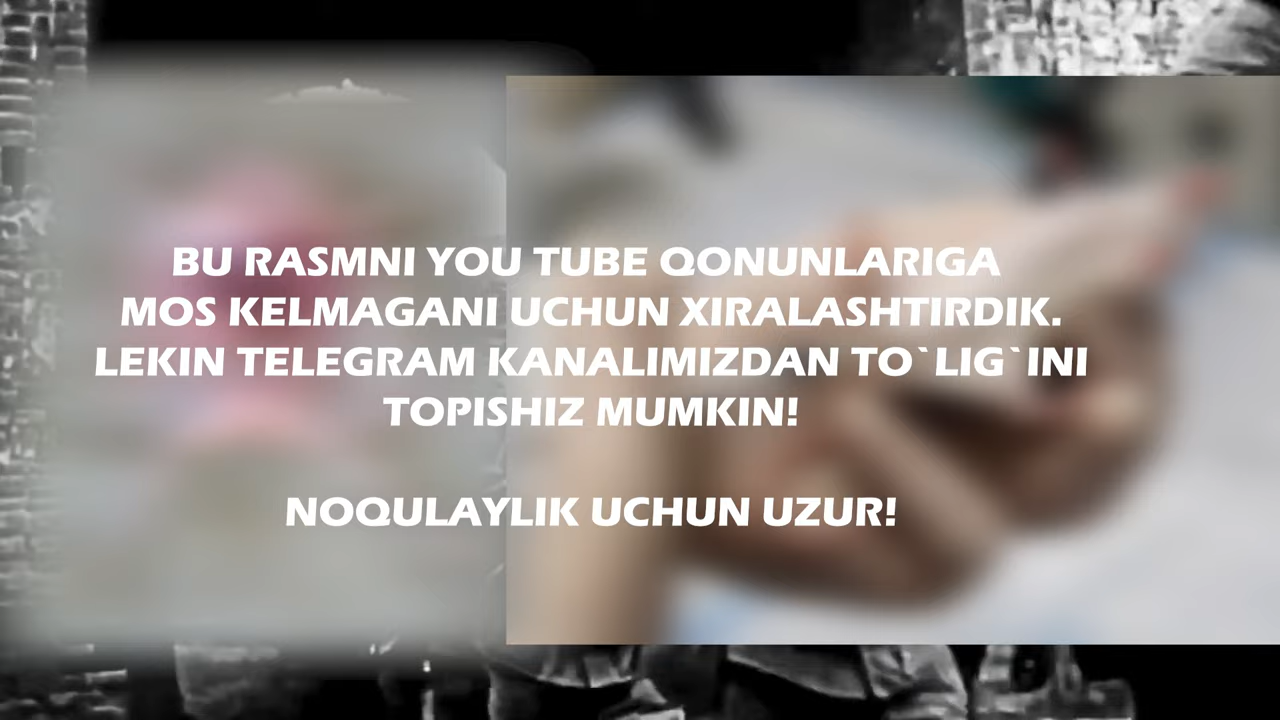 BU RASMNI YOU TUBE QONUNLARIGA
MOS KELMAGANI UCHUN XIRALASHTIRDIK.
LEKIN TELEGRAM KANALIMIZDAN TO`LIG`INI
TOPISHIZ MUMKIN!
NOQULAYLIK UCHUN UZUR!